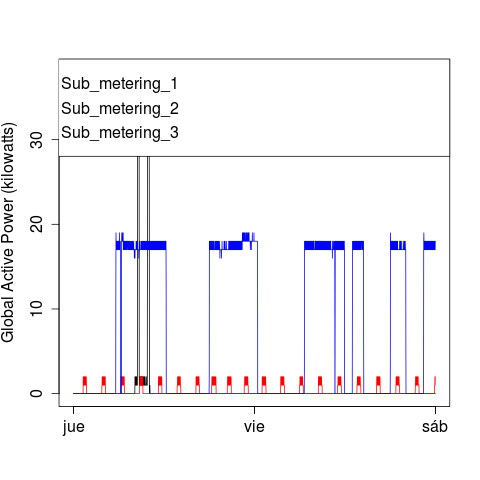 Sub_metering_1
Sub_metering_2
Sub_metering_3
Global Active Power (kilowatts)
30
20
10
0
jue
vie
sáb